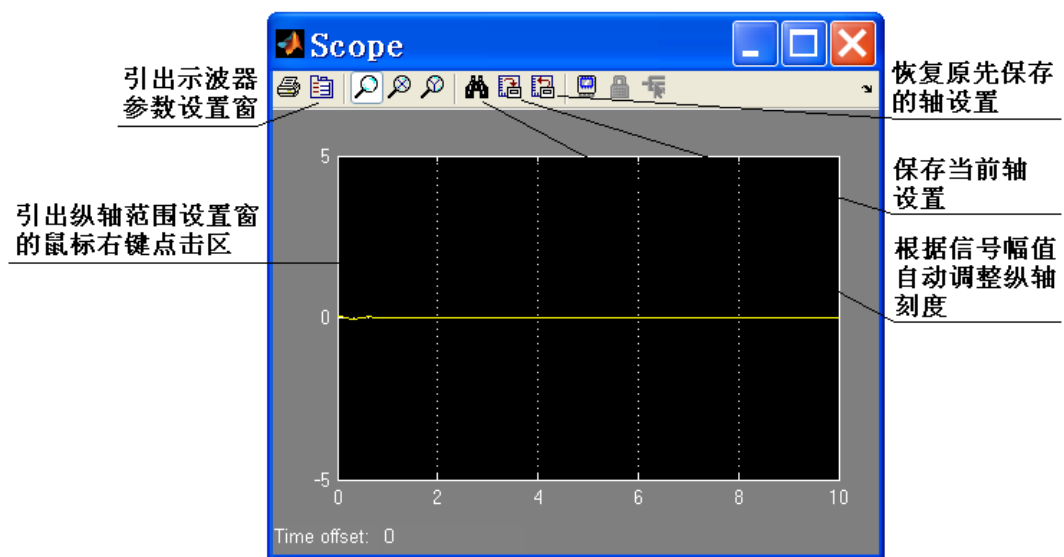 Scope
引出示波器
参数设置窗
恢复原先保存
的轴设置
保存当前轴
设置
引出纵轴范围设置窗
的鼠标右键点击区
根据信号幅值
自动调整纵轴
刻度
5
0
-5
0 2 4 6 8 10
Time offset: 0